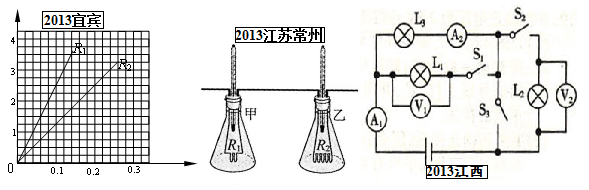 2013宜宾
4
3
2
1
0
0.1
0.2
0.3
R₁
R₂
2013江苏常州
甲
乙
R₁
R₂
L₃
A₂
S₂
L₁
S₁
V₁
A₁
S₃
L₂
V₂
2013江西